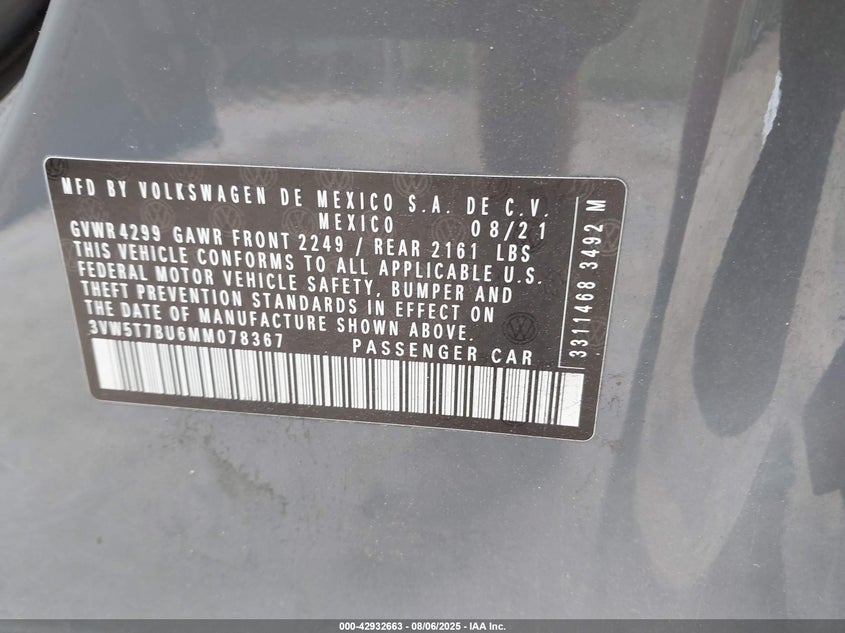 MFD BY VOLKSWAGEN DE MEXICO S.A. DE C.V.
MEXICO 08/21
GVWR 4299 GAWR FRONT 2249 / REAR 2161 LBS
THIS VEHICLE CONFORMS TO ALL APPLICABLE U.S.
FEDERAL MOTOR VEHICLE SAFETY, BUMPER AND
THEFT PREVENTION STANDARDS IN EFFECT ON
THE DATE OF MANUFACTURE SHOWN ABOVE.
3VW5T7BU6MM078367 PASSENGER CAR
3311468 3492 M
000-42932663 - 08/06/2025 - IAA Inc.